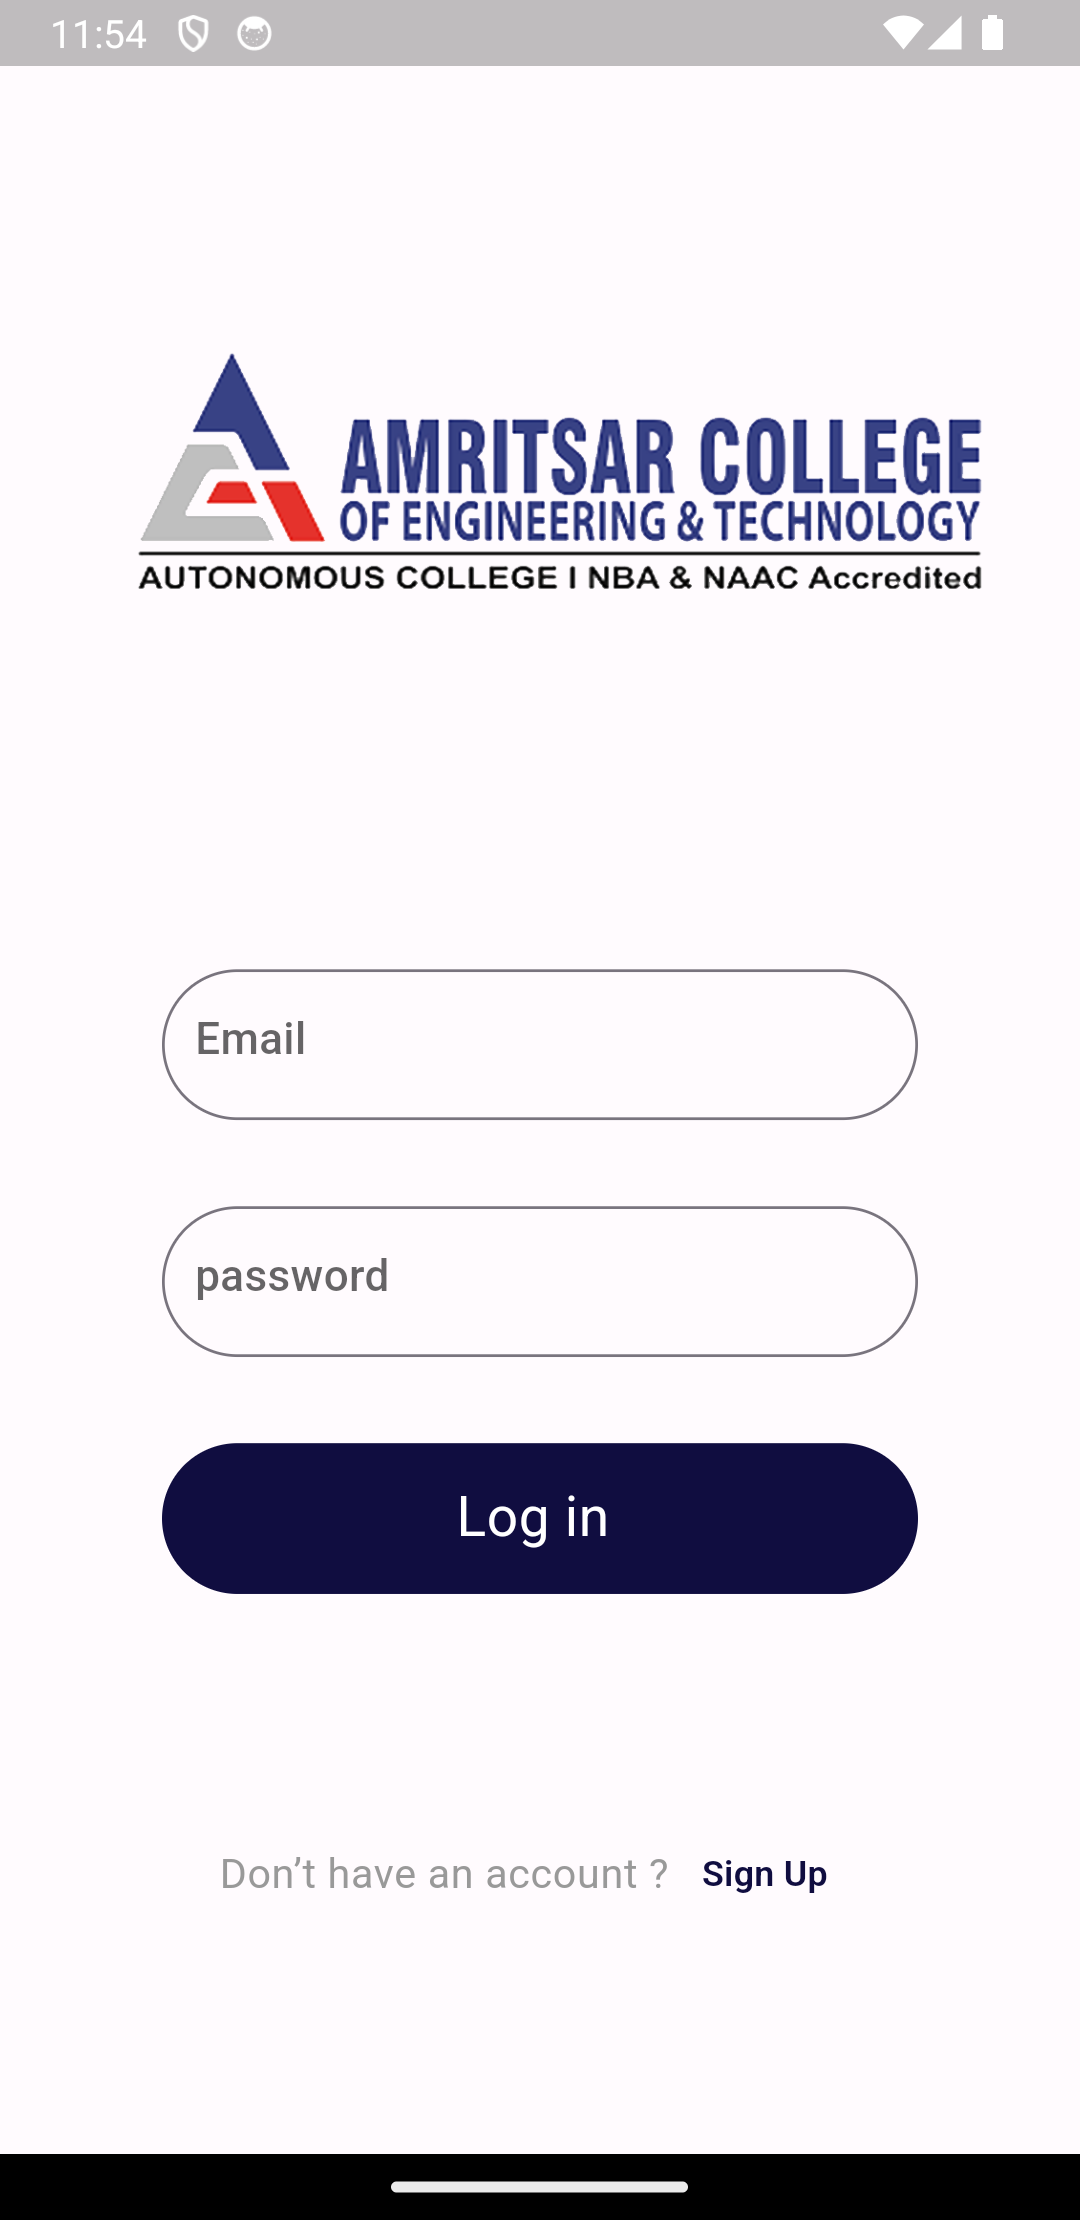 11:54
AMRITSAR COLLEGE
OF ENGINEERING & TECHNOLOGY
AUTONOMOUS COLLEGE I NBA & NAAC Accredited
Email
password
Log in
Don’t have an account ? Sign Up